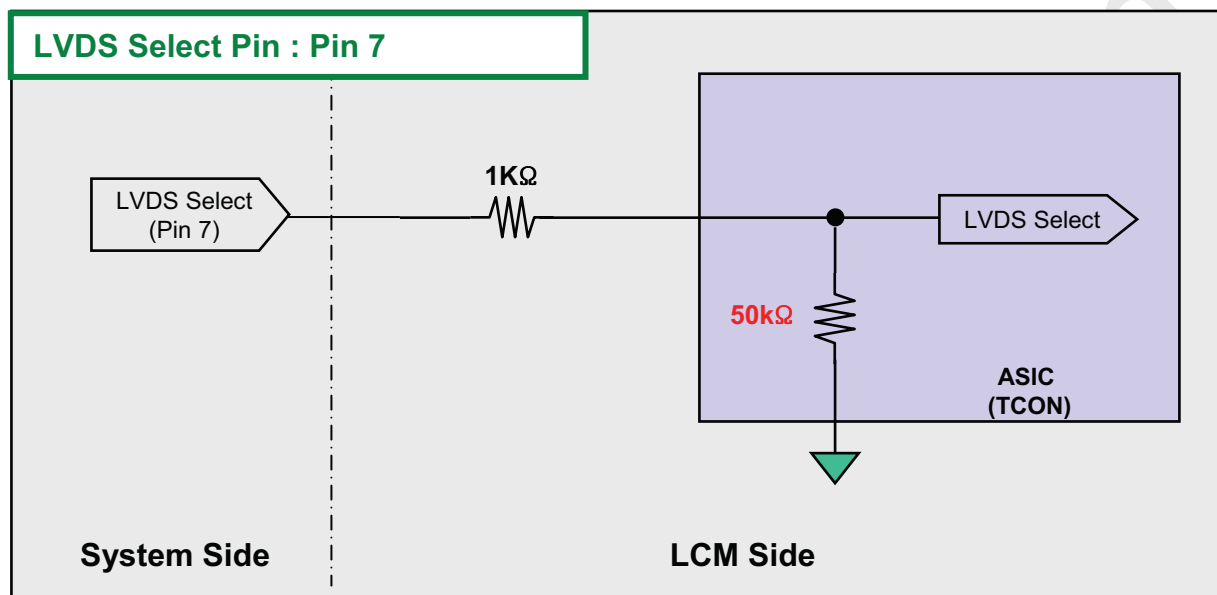 LVDS Select Pin : Pin 7
1KΩ
LVDS Select
(Pin 7)
LVDS Select
50kΩ
ASIC
(TCON)
System Side
LCM Side